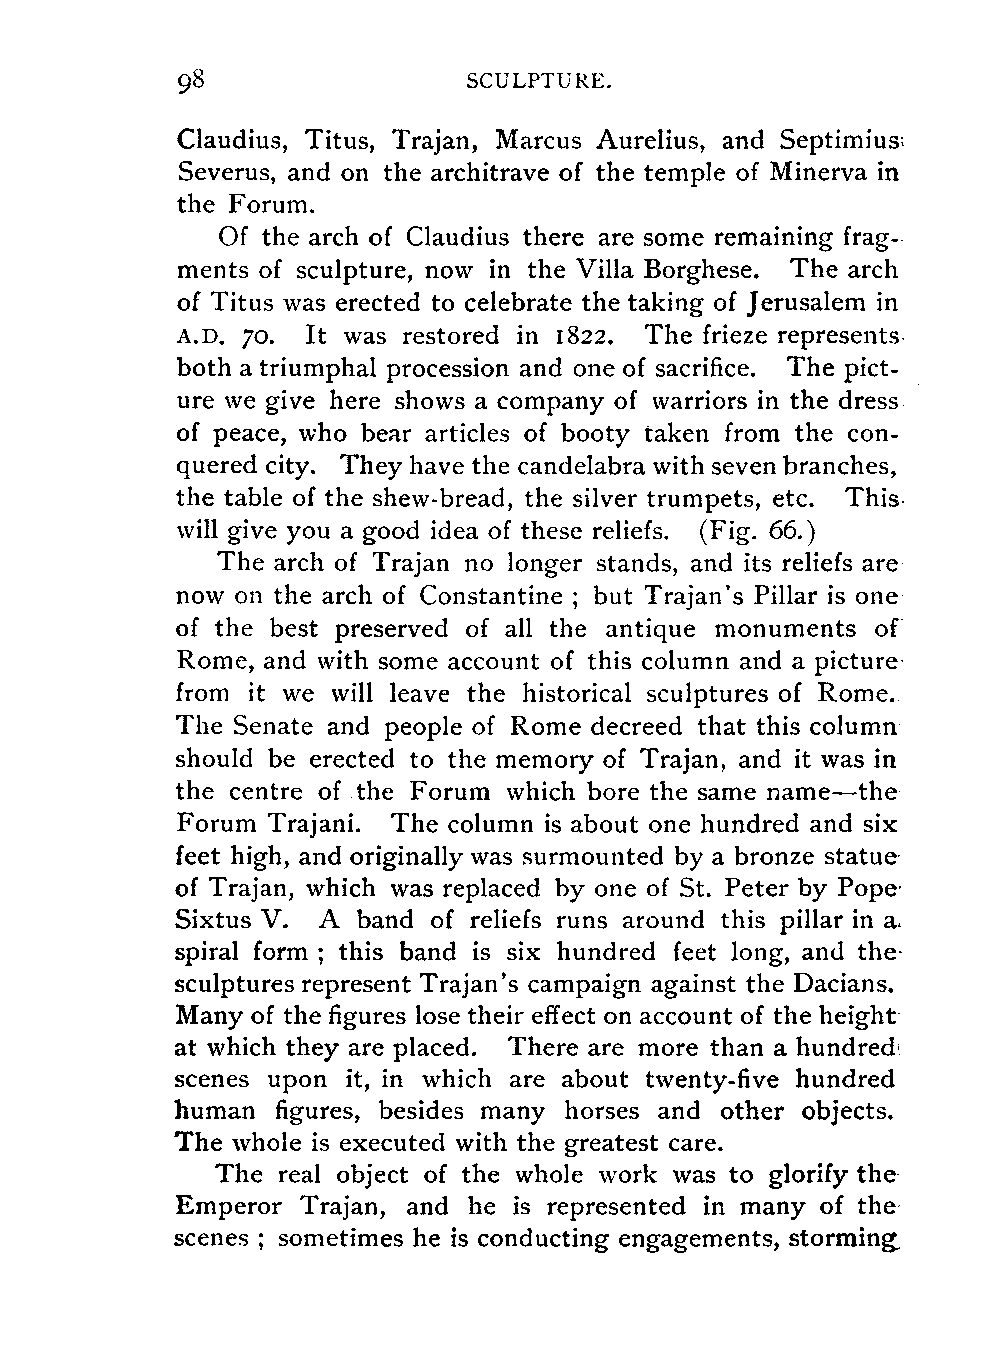 98 SCULPTURE.
Claudius, Titus, Trajan, Marcus Aurelius, and Septimius
Severus, and on the architrave of the temple of Minerva in
the Forum.
Of the arch of Claudius there are some remaining frag-
ments of sculpture, now in the Villa Borghese. The arch
of Titus was erected to celebrate the taking of Jerusalem in
A.D. 70. It was restored in 1822. The frieze represents
both a triumphal procession and one of sacrifice. The pict-
ure we give here shows a company of warriors in the dress
of peace, who bear articles of booty taken from the con-
quered city. They have the candelabra with seven branches,
the table of the shew-bread, the silver trumpets, etc. This
will give you a good idea of these reliefs. (Fig. 66.)
The arch of Trajan no longer stands, and its reliefs are
now on the arch of Constantine ; but Trajan's Pillar is one
of the best preserved of all the antique monuments of
Rome, and with some account of this column and a picture
from it we will leave the historical sculptures of Rome.
The Senate and people of Rome decreed that this column
should be erected to the memory of Trajan, and it was in
the centre of the Forum which bore the same name—the
Forum Trajani. The column is about one hundred and six
feet high, and originally was surmounted by a bronze statue
of Trajan, which was replaced by one of St. Peter by Pope
Sixtus V. A band of reliefs runs around this pillar in a
spiral form ; this band is six hundred feet long, and the
sculptures represent Trajan's campaign against the Dacians.
Many of the figures lose their effect on account of the height
at which they are placed. There are more than a hundred
scenes upon it, in which are about twenty-five hundred
human figures, besides many horses and other objects.
The whole is executed with the greatest care.
The real object of the whole work was to glorify the
Emperor Trajan, and he is represented in many of the
scenes ; sometimes he is conducting engagements, storming